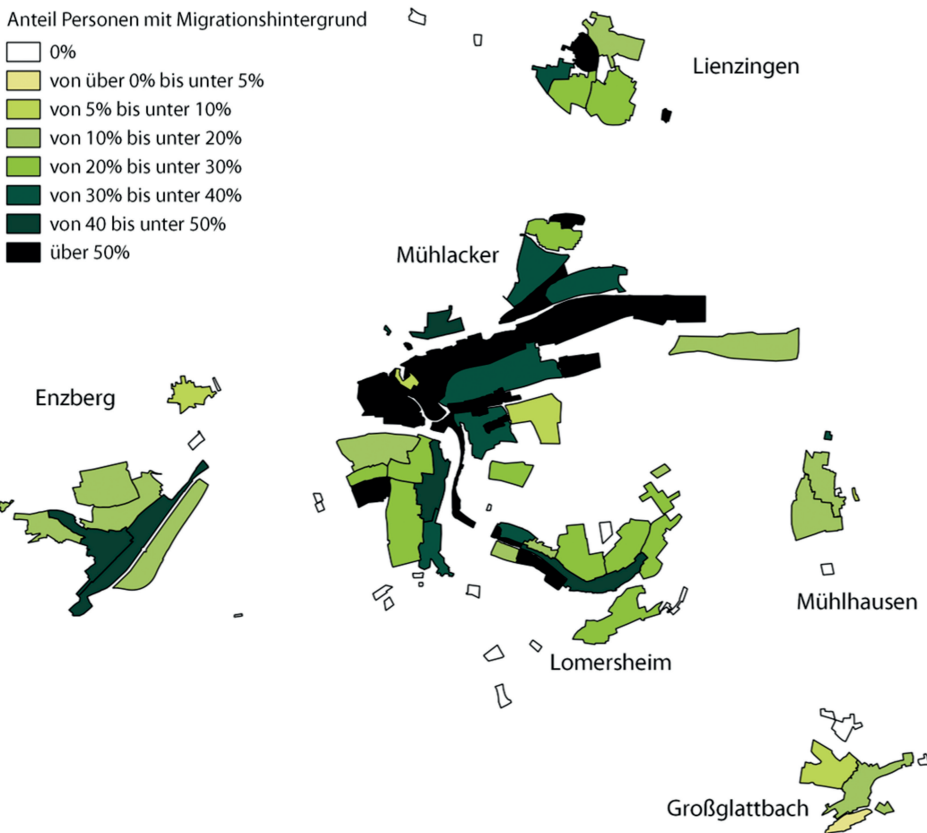 Anteil Personen mit Migrationshintergrund
0%
von über 0% bis unter 5%
von 5% bis unter 10%
von 10% bis unter 20%
von 20% bis unter 30%
von 30% bis unter 40%
von 40 bis unter 50%
über 50%
Lienzingen
Mühlacker
Enzberg
Mühlhausen
Lomersheim
Großglattbach